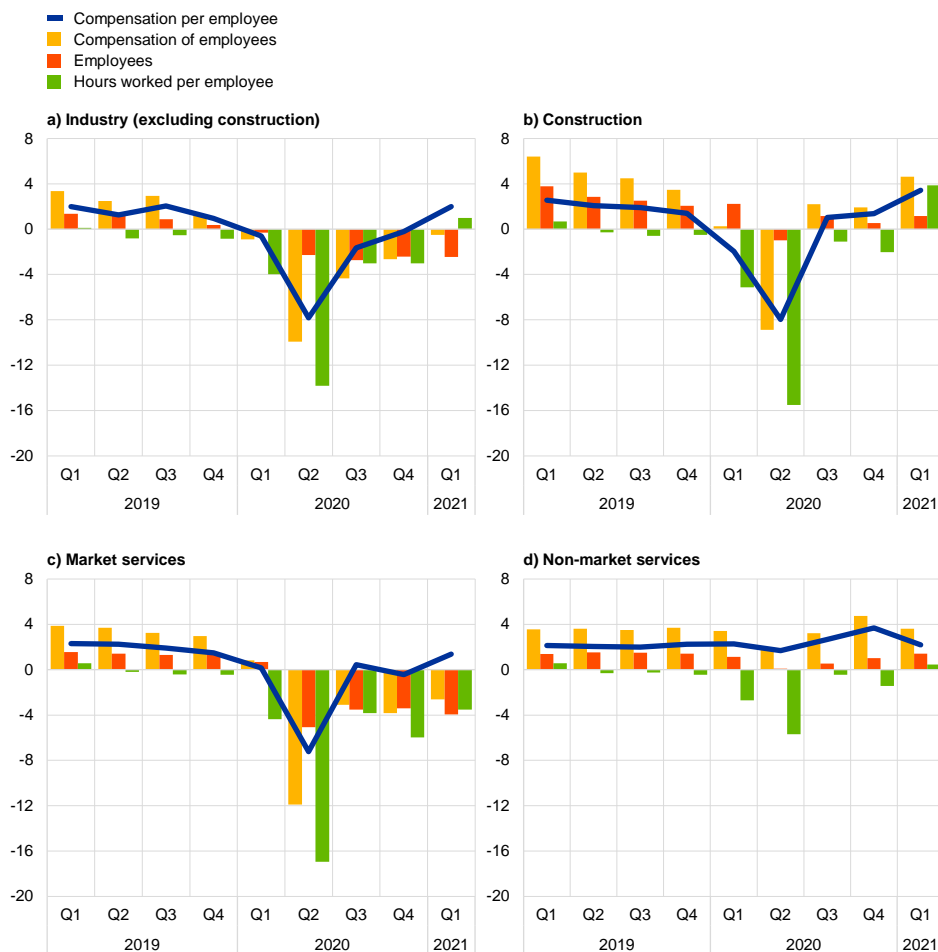 Compensation per employee
Compensation of employees
Employees
Hours worked per employee
a) Industry (excluding construction)
8
4
0
-4
-8
-12
-16
-20
Q1 Q2 Q3 Q4 Q1 Q2 Q3 Q4 Q1
2019 2020 2021
b) Construction
8
4
0
-4
-8
-12
-16
-20
Q1 Q2 Q3 Q4 Q1 Q2 Q3 Q4 Q1
2019 2020 2021
c) Market services
8
4
0
-4
-8
-12
-16
-20
Q1 Q2 Q3 Q4 Q1 Q2 Q3 Q4 Q1
2019 2020 2021
d) Non-market services
8
4
0
-4
-8
-12
-16
-20
Q1 Q2 Q3 Q4 Q1 Q2 Q3 Q4 Q1
2019 2020 2021